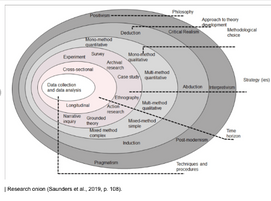 Philosophy
Positivism
Approach to theory
development
Methodological
choice
Deduction
Critical Realism
Mono-method
quantitative
Survey
Mono-method
qualitative
Experiment
Archival
research
Cross-sectional
Case study
Multi-method
quantitative
Strategy (ies)
Data collection
and data analysis
Abduction
Interpretivism
Ethnography
Multi-method
qualitative
Longitudinal
Action
research
Narrative
inquiry
Grounded
theory
Mixed-method
simple
Mixed method
complex
Post-modernism
Time
horizon
Induction
Pragmatism
Techniques and
procedures
| Research onion (Saunders et al., 2019, p. 108).